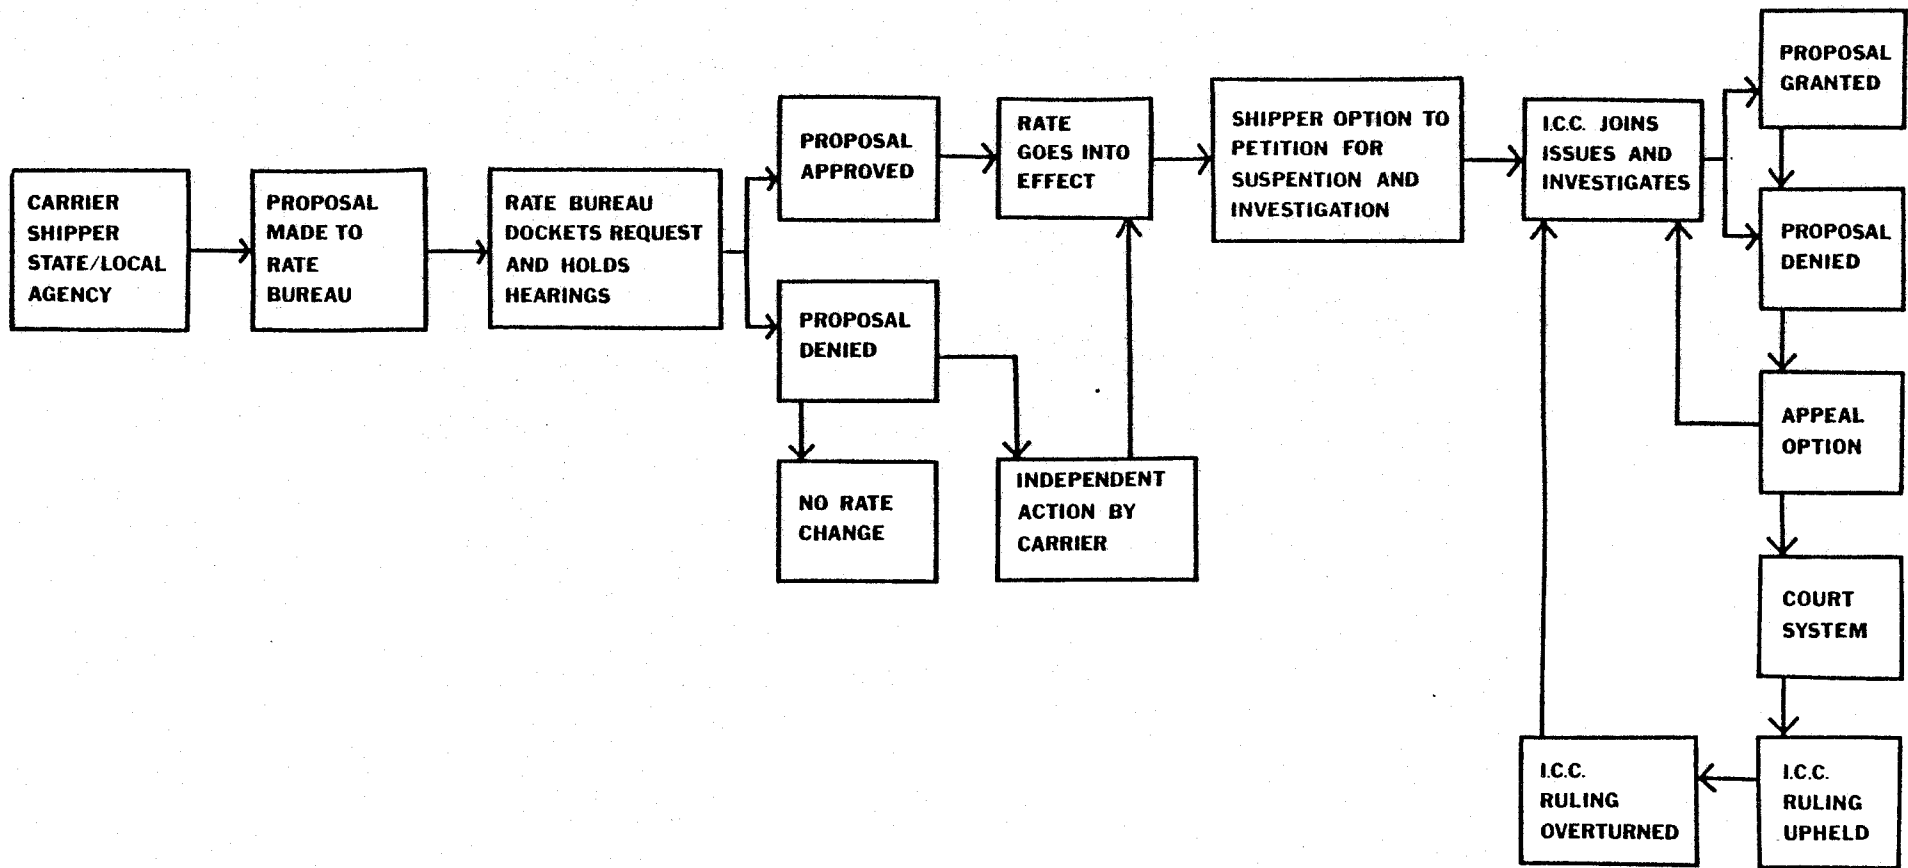 CARRIER
SHIPPER
STATE/LOCAL
AGENCY
PROPOSAL
MADE TO
RATE
BUREAU
RATE BUREAU
DOCKETS REQUEST
AND HOLDS
HEARINGS
PROPOSAL
APPROVED
PROPOSAL
DENIED
NO RATE
CHANGE
RATE
GOES INTO
EFFECT
INDEPENDENT
ACTION BY
CARRIER
SHIPPER OPTION TO
PETITION FOR
SUSPENTION AND
INVESTIGATION
I.C.C. JOINS
ISSUES AND
INVESTIGATES
PROPOSAL
GRANTED
PROPOSAL
DENIED
APPEAL
OPTION
COURT
SYSTEM
I.C.C.
RULING
UPHELD
I.C.C.
RULING
OVERTURNED